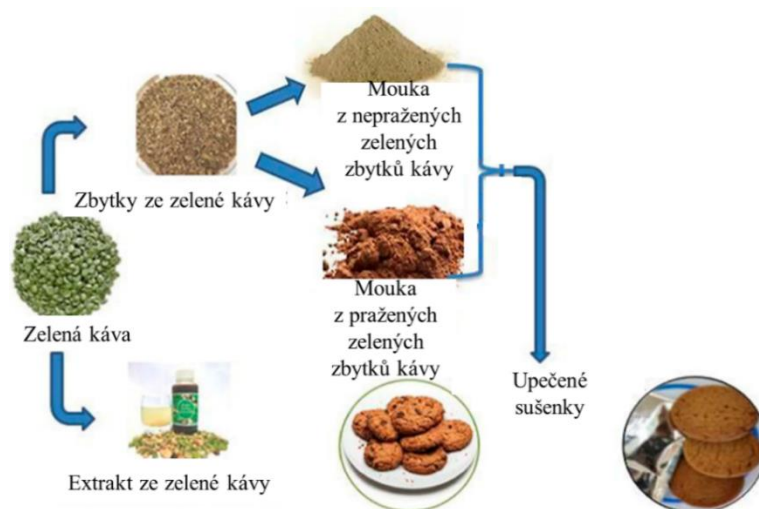 Mouka
z nepražených
zelených
zbytků kávy
Zbytky ze zelené kávy
Zelená káva
Mouka
z pražených
zelených
zbytků kávy
Upečené
sušenky
Extrakt ze zelené kávy